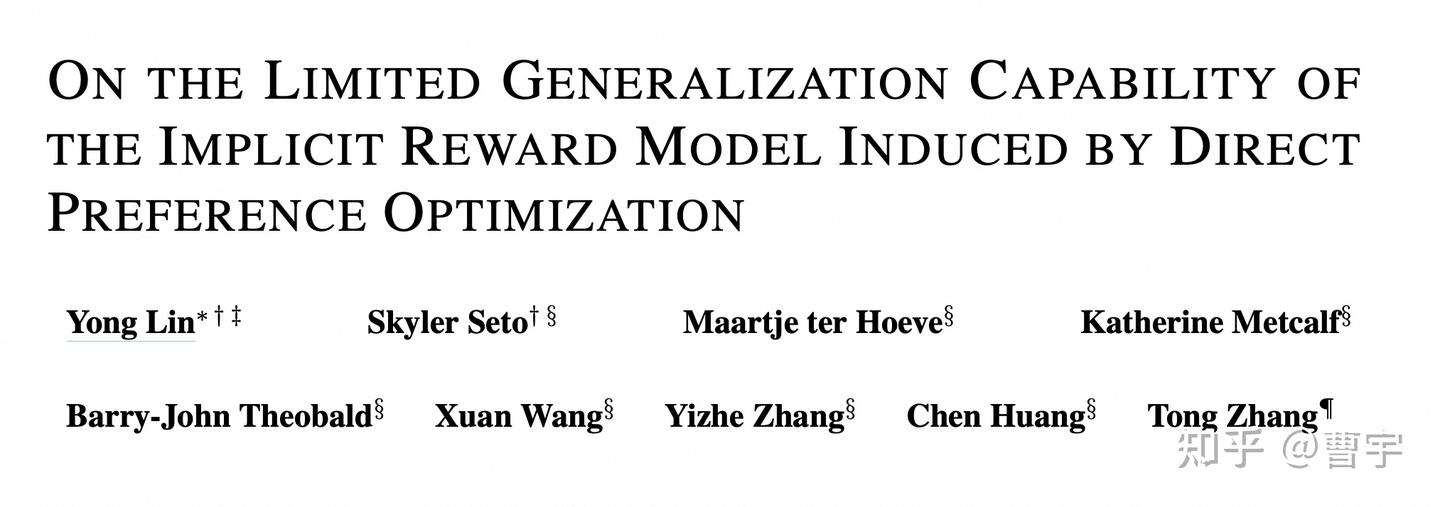 ON THE LIMITED GENERALIZATION CAPABILITY OF
THE IMPLICIT REWARD MODEL INDUCED BY DIRECT
PREFERENCE OPTIMIZATION
Yong Lin*†‡ Skyler Seto†§ Maartje ter Hoeve§ Katherine Metcalf§
Barry-John Theobald§ Xuan Wang§ Yizhe Zhang§ Chen Huang§ Tong Zhang¶
知乎 @曹宇